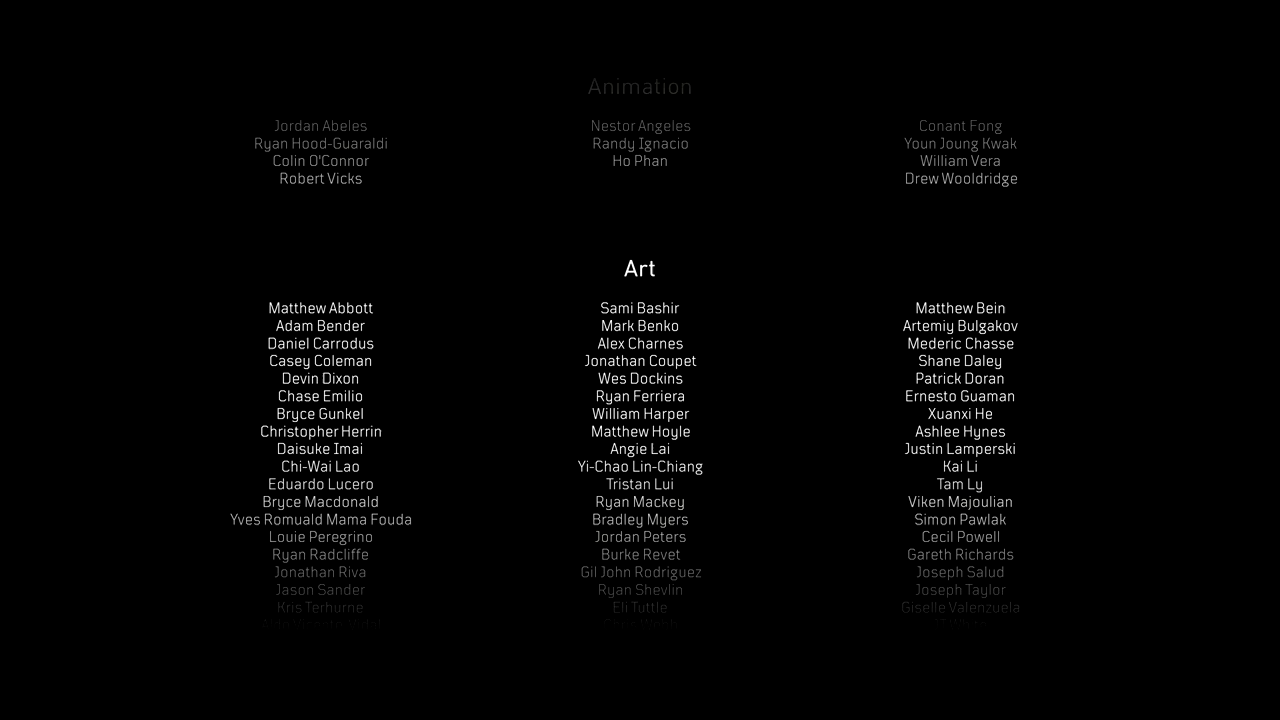 Animation
Jordan Abeles Nestor Angeles Conant Fong
Ryan Hood-Guaraldi Randy Ignacio Youn Joung Kwak
Colin O'Connor Ho Phan William Vera
Robert Vicks Drew Wooldridge
Art
Matthew Abbott Sami Bashir Matthew Bein
Adam Bender Mark Benko Artemiy Bulgakov
Daniel Carrodus Alex Charnes Mederic Chasse
Casey Coleman Jonathan Coupet Shane Daley
Devin Dixon Wes Dockins Patrick Doran
Chase Emilio Ryan Ferriera Ernesto Guaman
Bryce Gunkel William Harper Xuanxi He
Christopher Herrin Matthew Hoyle Ashlee Hynes
Daisuke Imai Angie Lai Justin Lamperski
Chi-Wai Lao Yi-Chao Lin-Chiang Kai Li
Eduardo Lucero Tristan Lui Tam Ly
Bryce Macdonald Ryan Mackey Viken Majoulian
Yves Romuald Mama Fouda Bradley Myers Simon Pawlak
Louie Peregrino Jordan Peters Cecil Powell
Ryan Radcliffe Burke Revet Gareth Richards
Jonathan Riva Gil John Rodriguez Joseph Salud
Jason Sander Ryan Shevlin Joseph Taylor
Kris Terhune Eli Tuttle Giselle Valenzuela